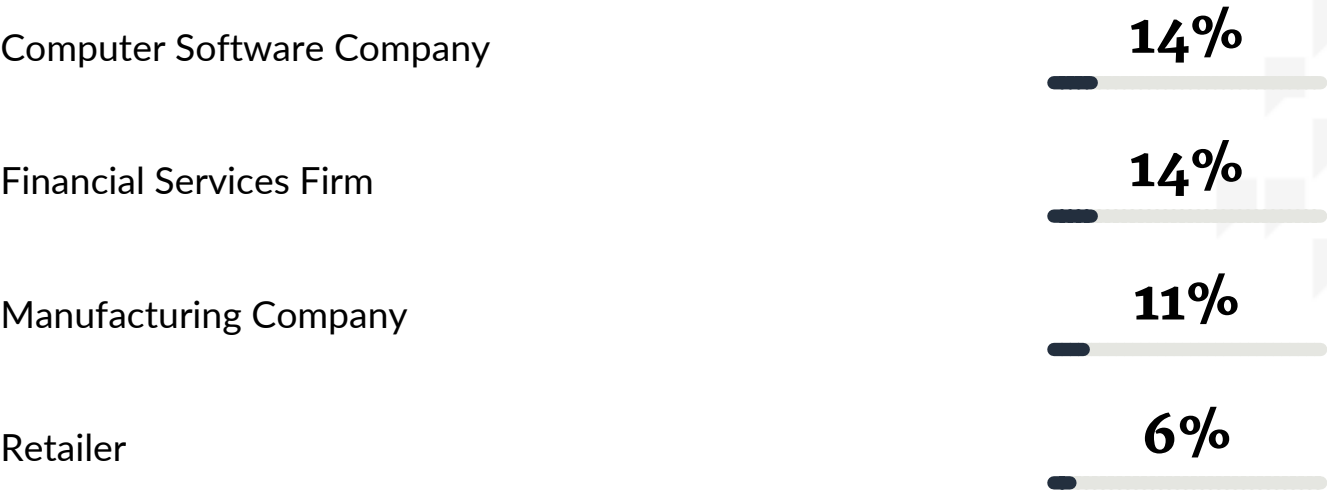 Computer Software Company 14%
Financial Services Firm 14%
Manufacturing Company 11%
Retailer 6%